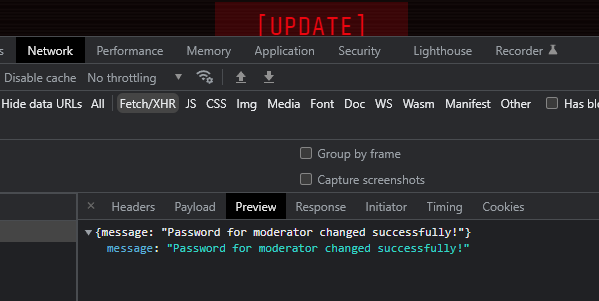 [UPDATE]
Network Performance Memory Application Security Lighthouse Recorder
Disable cache No throttling
Hide data URLs All Fetch/XHR JS CSS Img Media Font Doc WS Wasm Manifest Other
Group by frame
Capture screenshots
× Headers Payload Preview Response Initiator Timing Cookies
▼{message: "Password for moderator changed successfully!"}
message: "Password for moderator changed successfully!"